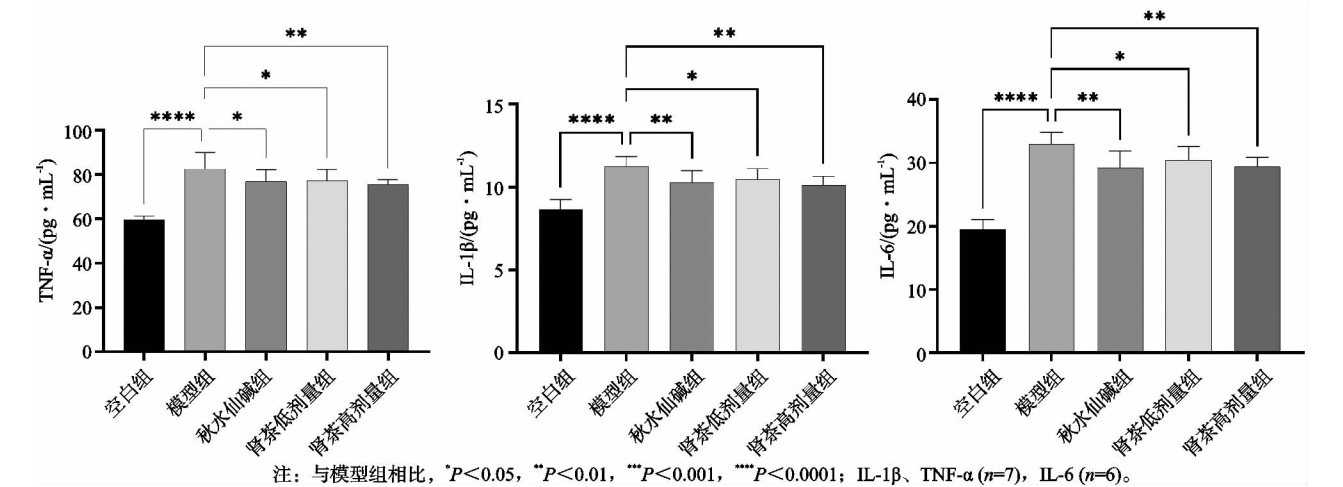 ** 
* 
**** *
TNF-α/(pg·mL⁻¹)
100
80
60
40
20
0
空白组
模型组
秋水仙碱组
肾茶低剂量组
肾茶高剂量组
**
*
**** **
IL-1β/(pg·mL⁻¹)
15
10
5
0
空白组
模型组
秋水仙碱组
肾茶低剂量组
肾茶高剂量组
**
*
**** **
IL-6/(pg·mL⁻¹)
40
30
20
10
0
空白组
模型组
秋水仙碱组
肾茶低剂量组
肾茶高剂量组
注：与模型组相比，*P＜0.05，**P＜0.01，***P＜0.001，****P＜0.0001；IL-1β、TNF-α (n=7)，IL-6 (n=6)。